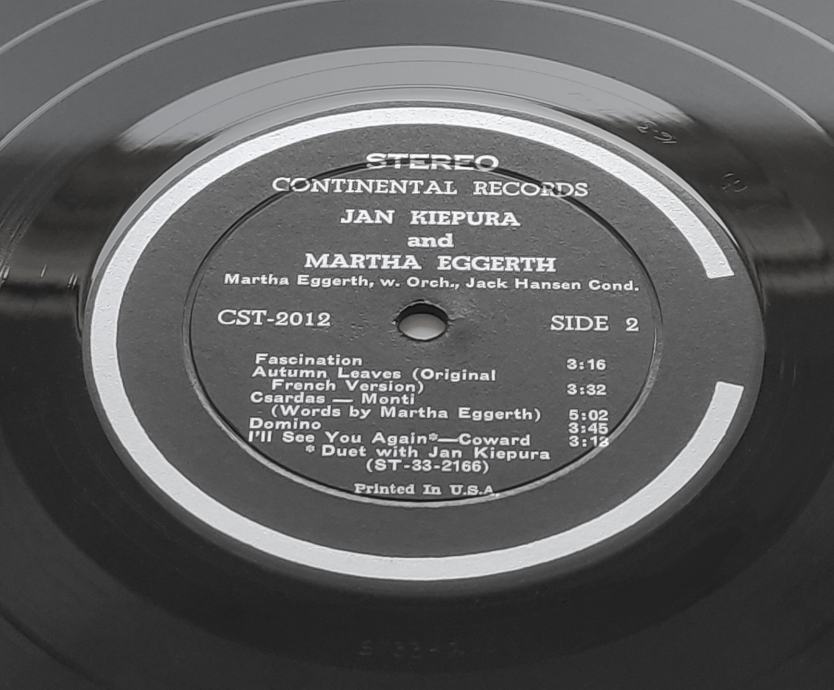 STEREO
CONTINENTAL RECORDS
JAN KIEPURA
and
MARTHA EGGERTH
Martha Eggerth, w. Orch., Jack Hansen Cond.
CST-2012 SIDE 2
Fascination 3:16
Autumn Leaves (Original
French Version) 3:32
Csardas — Monti
(Words by Martha Eggerth) 5:02
Domino 3:45
I'll See You Again*—Coward 3:13
* Duet with Jan Kiepura
(ST-33-2166)
Printed In U.S.A.